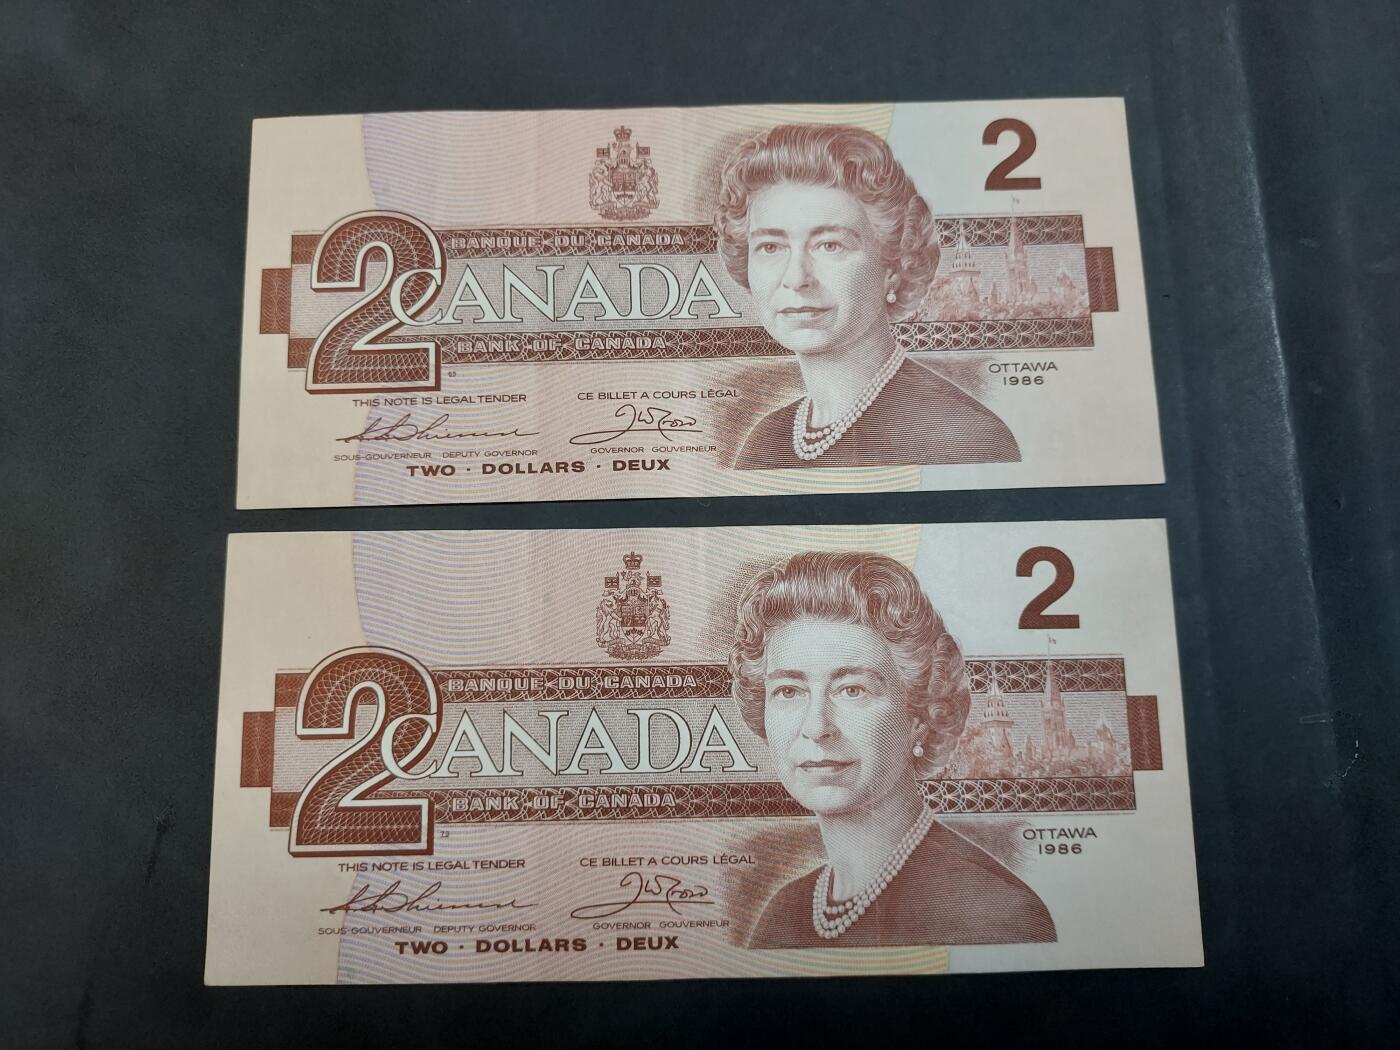 2
BANQUE DU CANADA
2 CANADA
BANK OF CANADA
OTTAWA
1986
THIS NOTE IS LEGAL TENDER CE BILLET A COURS LÉGAL
SOUS-GOUVERNEUR DEPUTY GOVERNOR GOVERNOR GOUVERNEUR
TWO · DOLLARS · DEUX
2
BANQUE DU CANADA
2 CANADA
BANK OF CANADA
OTTAWA
1986
THIS NOTE IS LEGAL TENDER CE BILLET A COURS LÉGAL
SOUS-GOUVERNEUR DEPUTY GOVERNOR GOVERNOR GOUVERNEUR
TWO · DOLLARS · DEUX